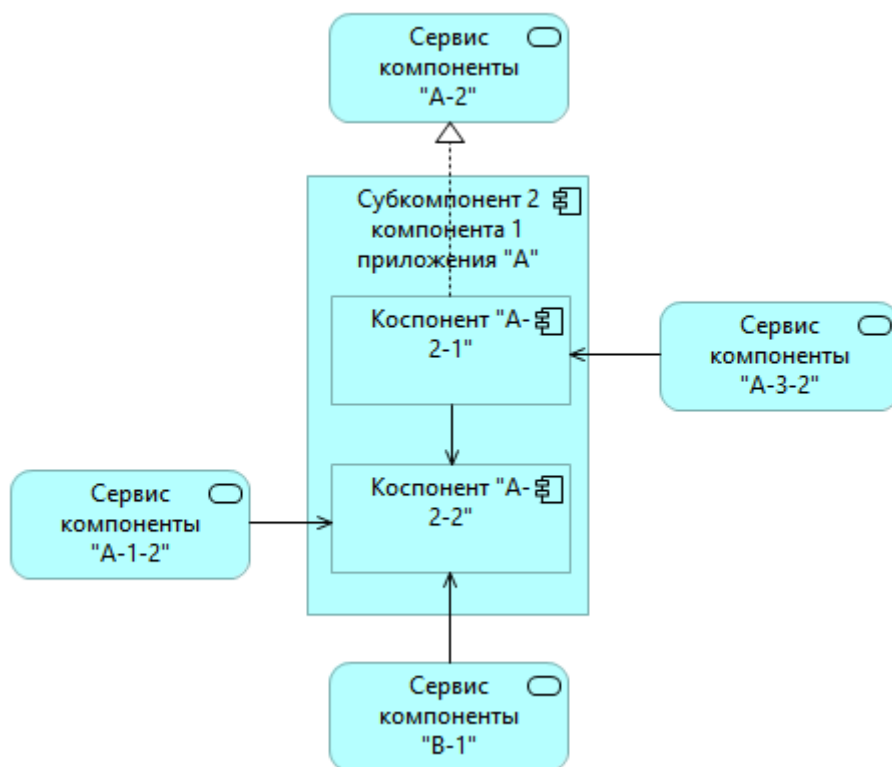 Сервис
компоненты
"А-2"
Субкомпонент 2
компонента 1
приложения "А"
Коспонент "А-
2-1"
Сервис
компоненты
"А-3-2"
Коспонент "А-
2-2"
Сервис
компоненты
"А-1-2"
Сервис
компоненты
"В-1"